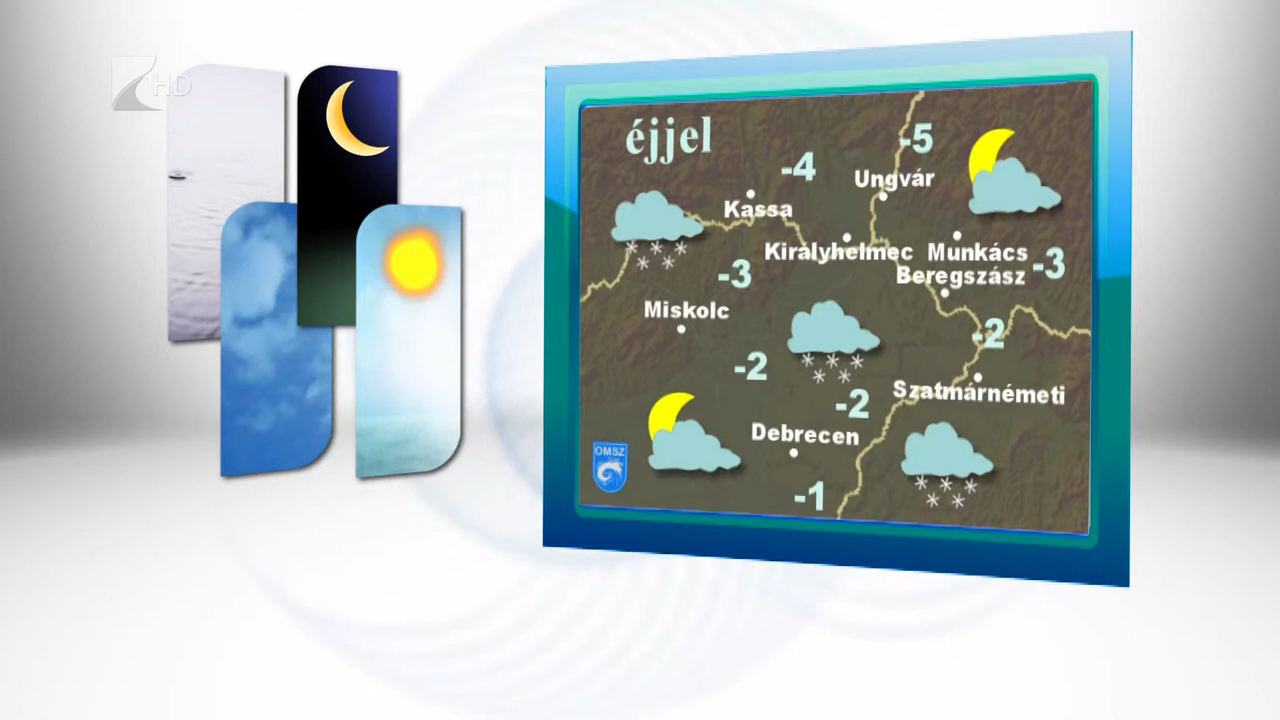 HD
éjjel
-5
-4
Ungvár
Kassa
Királyhelmec
Munkács
-3
Beregszász
-3
Miskolc
-2
-2
Szatmárnémeti
-2
Debrecen
OMSZ
-1